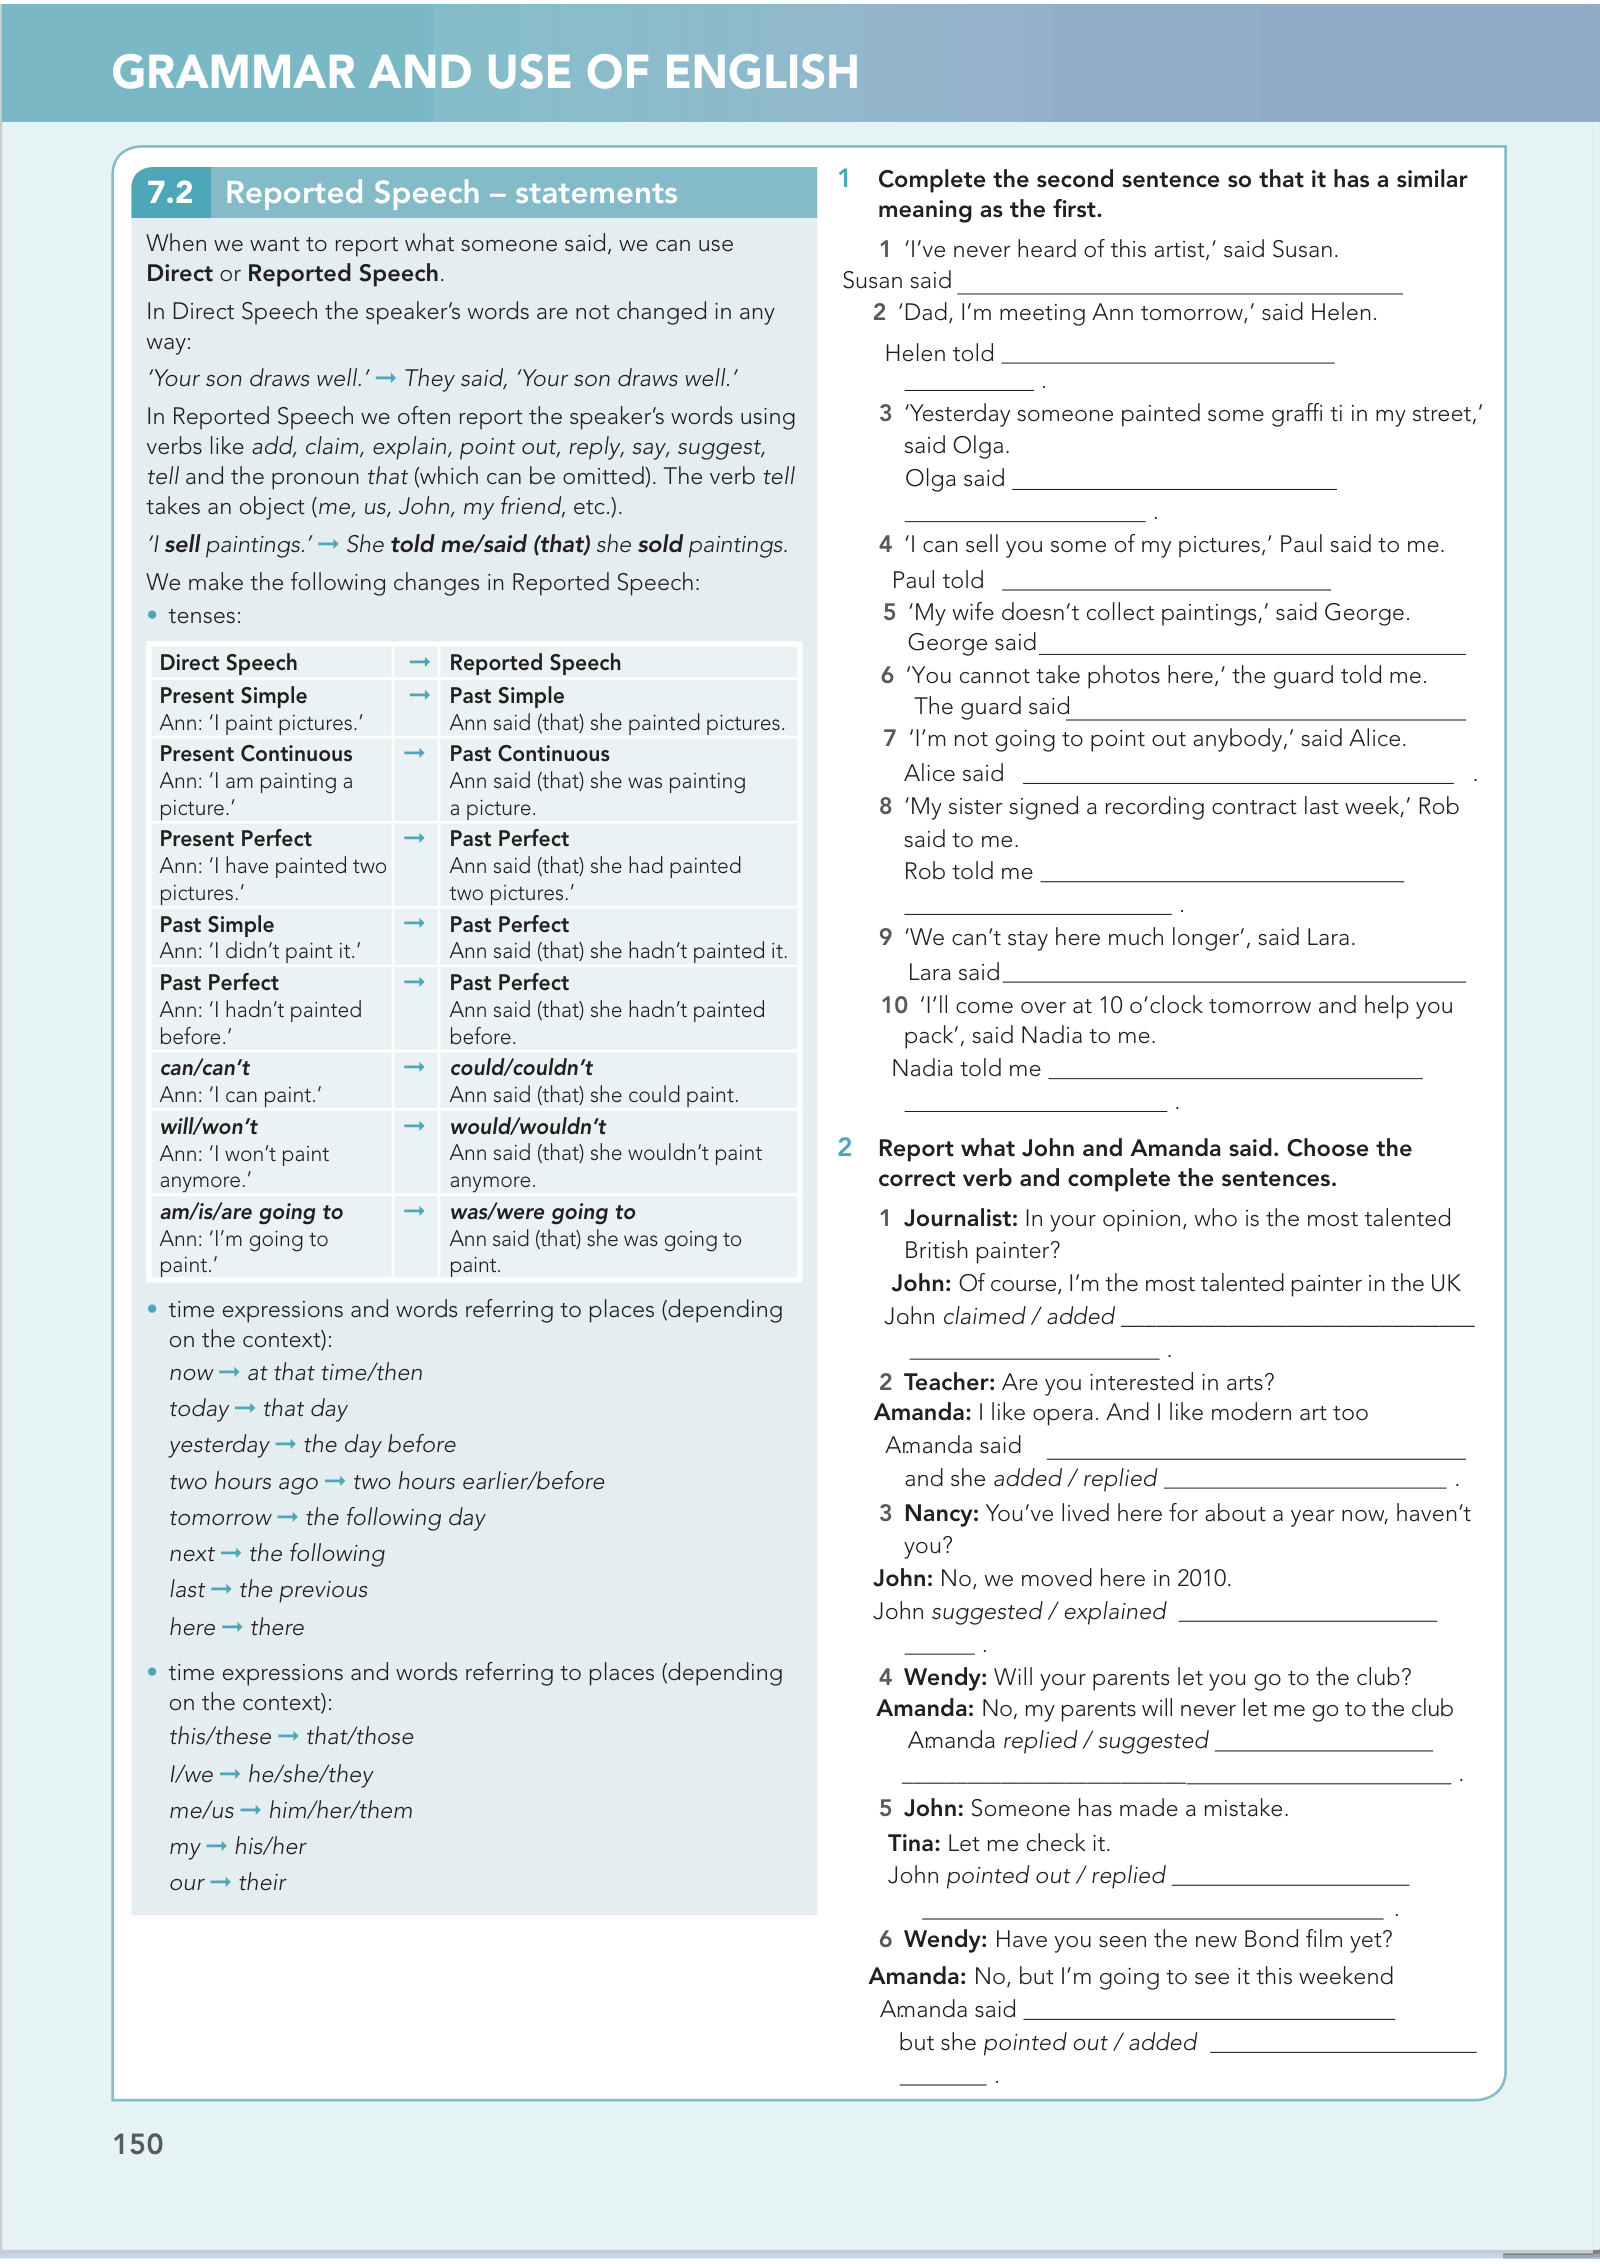 GRAMMAR AND USE OF ENGLISH
7.2 Reported Speech – statements
When we want to report what someone said, we can use
Direct or Reported Speech.
In Direct Speech the speaker’s words are not changed in any
way:
‘Your son draws well.’ → They said, ‘Your son draws well.’
In Reported Speech we often report the speaker’s words using
verbs like add, claim, explain, point out, reply, say, suggest,
tell and the pronoun that (which can be omitted). The verb tell
takes an object (me, us, John, my friend, etc.).
‘I sell paintings.’ → She told me/said (that) she sold paintings.
We make the following changes in Reported Speech:
• tenses:
Direct Speech → Reported Speech
Present Simple → Past Simple
Ann: ‘I paint pictures.’ Ann said (that) she painted pictures.
Present Continuous → Past Continuous
Ann: ‘I am painting a Ann said (that) she was painting
picture.’ a picture.
Present Perfect → Past Perfect
Ann: ‘I have painted two Ann said (that) she had painted
pictures.’ two pictures.’
Past Simple → Past Perfect
Ann: ‘I didn’t paint it.’ Ann said (that) she hadn’t painted it.
Past Perfect → Past Perfect
Ann: ‘I hadn’t painted Ann said (that) she hadn’t painted
before.’ before.
can/can’t → could/couldn’t
Ann: ‘I can paint.’ Ann said (that) she could paint.
will/won’t → would/wouldn’t
Ann: ‘I won’t paint Ann said (that) she wouldn’t paint
anymore.’ anymore.
am/is/are going to → was/were going to
Ann: ‘I’m going to Ann said (that) she was going to
paint.’ paint.
• time expressions and words referring to places (depending
on the context):
now → at that time/then
today → that day
yesterday → the day before
two hours ago → two hours earlier/before
tomorrow → the following day
next → the following
last → the previous
here → there
• time expressions and words referring to places (depending
on the context):
this/these → that/those
I/we → he/she/they
me/us → him/her/them
my → his/her
our → their
1 Complete the second sentence so that it has a similar
meaning as the first.
1 ‘I’ve never heard of this artist,’ said Susan.
Susan said ____
2 ‘Dad, I’m meeting Ann tomorrow,’ said Helen.
Helen told ____
____ .
3 ‘Yesterday someone painted some graffi ti in my street,’
said Olga.
Olga said ____
____ .
4 ‘I can sell you some of my pictures,’ Paul said to me.
Paul told ____
5 ‘My wife doesn’t collect paintings,’ said George.
George said ____
6 ‘You cannot take photos here,’ the guard told me.
The guard said ____
7 ‘I’m not going to point out anybody,’ said Alice.
Alice said ____ .
8 ‘My sister signed a recording contract last week,’ Rob
said to me.
Rob told me ____
____ .
9 ‘We can’t stay here much longer’, said Lara.
Lara said ____
10 ‘I’ll come over at 10 o’clock tomorrow and help you
pack’, said Nadia to me.
Nadia told me ____
____ .
2 Report what John and Amanda said. Choose the
correct verb and complete the sentences.
1 Journalist: In your opinion, who is the most talented
British painter?
John: Of course, I’m the most talented painter in the UK
John claimed / added ____
____ .
2 Teacher: Are you interested in arts?
Amanda: I like opera. And I like modern art too
Amanda said ____
and she added / replied ____ .
3 Nancy: You’ve lived here for about a year now, haven’t
you?
John: No, we moved here in 2010.
John suggested / explained ____
____ .
4 Wendy: Will your parents let you go to the club?
Amanda: No, my parents will never let me go to the club
Amanda replied / suggested ____
____ .
5 John: Someone has made a mistake.
Tina: Let me check it.
John pointed out / replied ____
____ .
6 Wendy: Have you seen the new Bond film yet?
Amanda: No, but I’m going to see it this weekend
Amanda said ____
but she pointed out / added ____
____ .
150